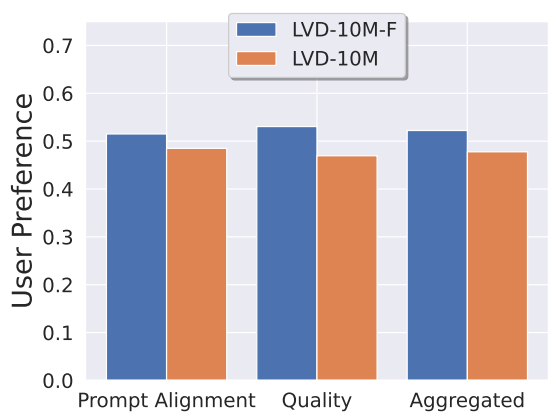 LVD-10M-F
LVD-10M
User Preference
0.7
0.6
0.5
0.4
0.3
0.2
0.1
0.0
Prompt Alignment
Quality
Aggregated